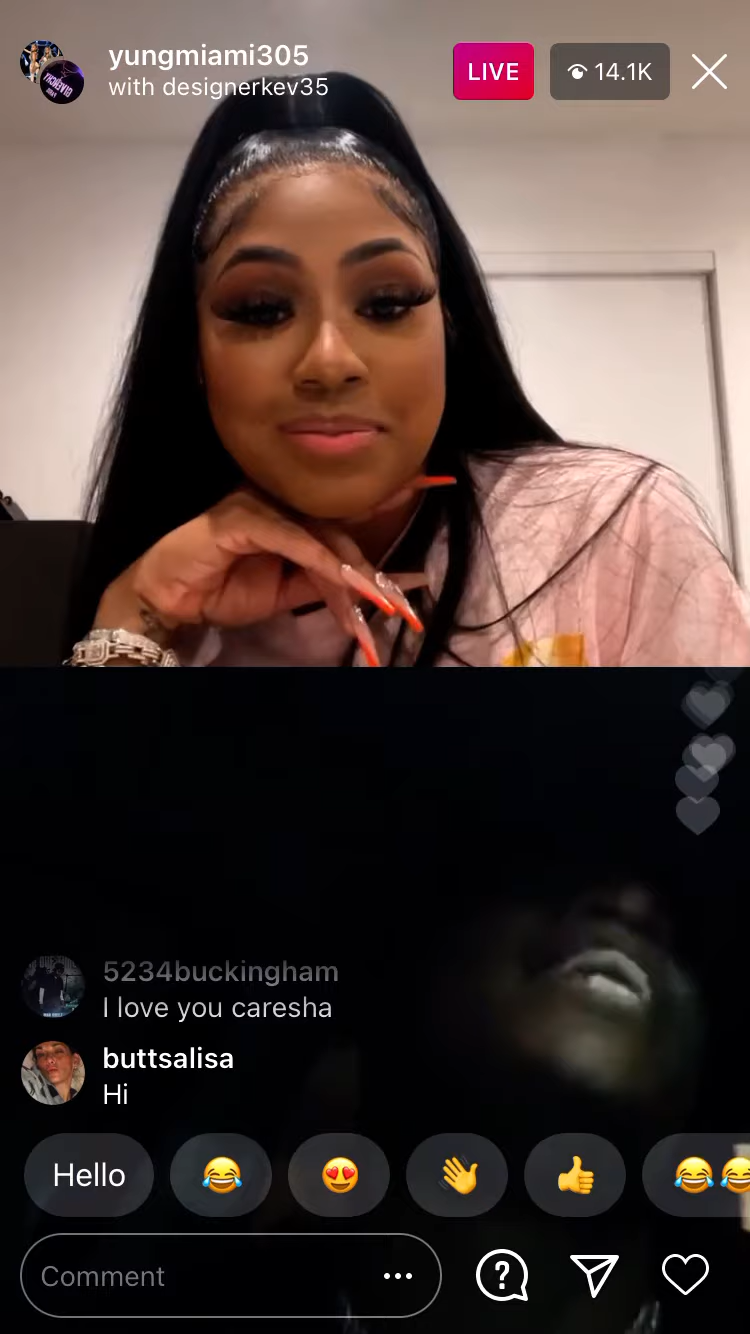 yungmiami305
with designerkev35
LIVE
14.1K
5234buckingham
I love you caresha
buttsalisa
Hi
Hello
Comment